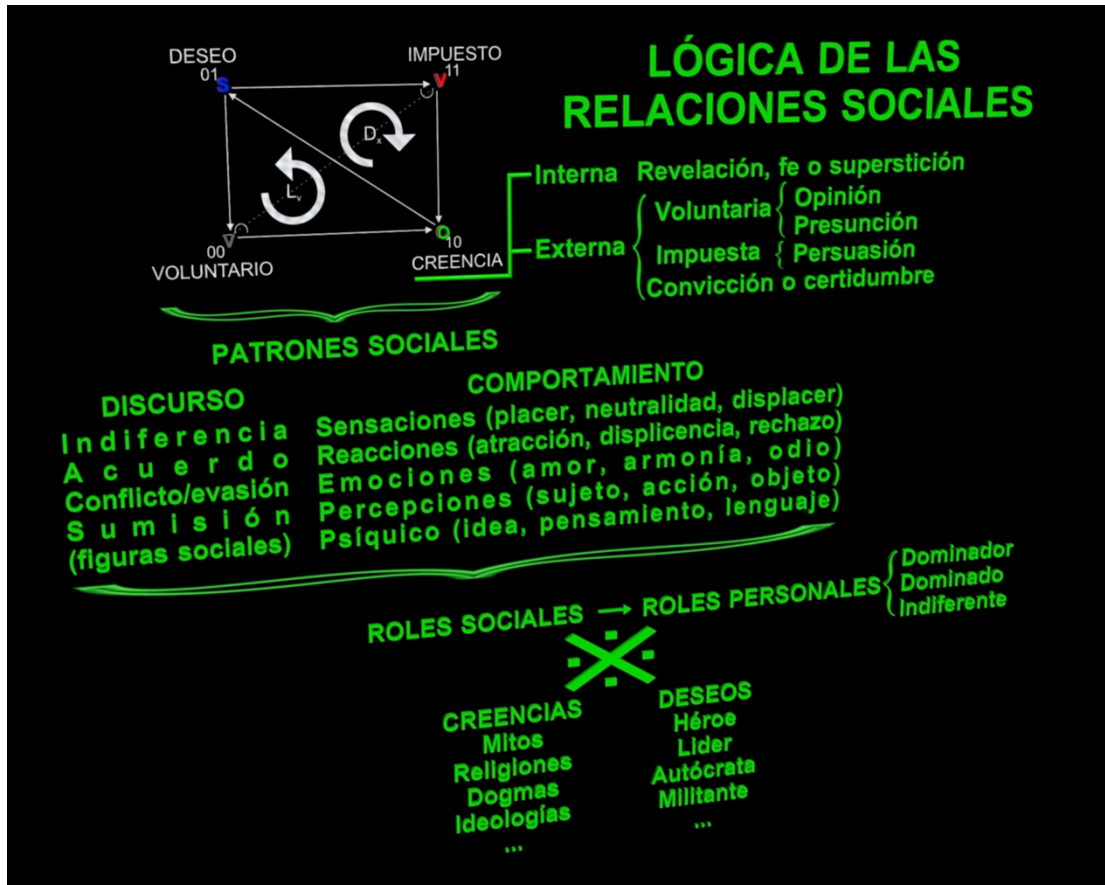 LÓGICA DE LAS
RELACIONES SOCIALES
DESEO
01
S
IMPUESTO
11
V
Dx
Lv
00
V
VOLUNTARIO
O
10
CREENCIA
Interna Revelación, fe o superstición
Externa
Voluntaria
Opinión
Presunción
Impuesta
Persuasión
Convicción o certidumbre
PATRONES SOCIALES
DISCURSO
Indiferencia
Acuerdo
Conflicto/evasión
Sumisión
(figuras sociales)
COMPORTAMIENTO
Sensaciones (placer, neutralidad, displacer)
Reacciones (atracción, displicencia, rechazo)
Emociones (amor, armonía, odio)
Percepciones (sujeto, acción, objeto)
Psíquico (idea, pensamiento, lenguaje)
ROLES SOCIALES → ROLES PERSONALES
Dominador
Dominado
Indiferente
CREENCIAS
Mitos
Religiones
Dogmas
Ideologías
...
DESEOS
Héroe
Lider
Autócrata
Militante
...